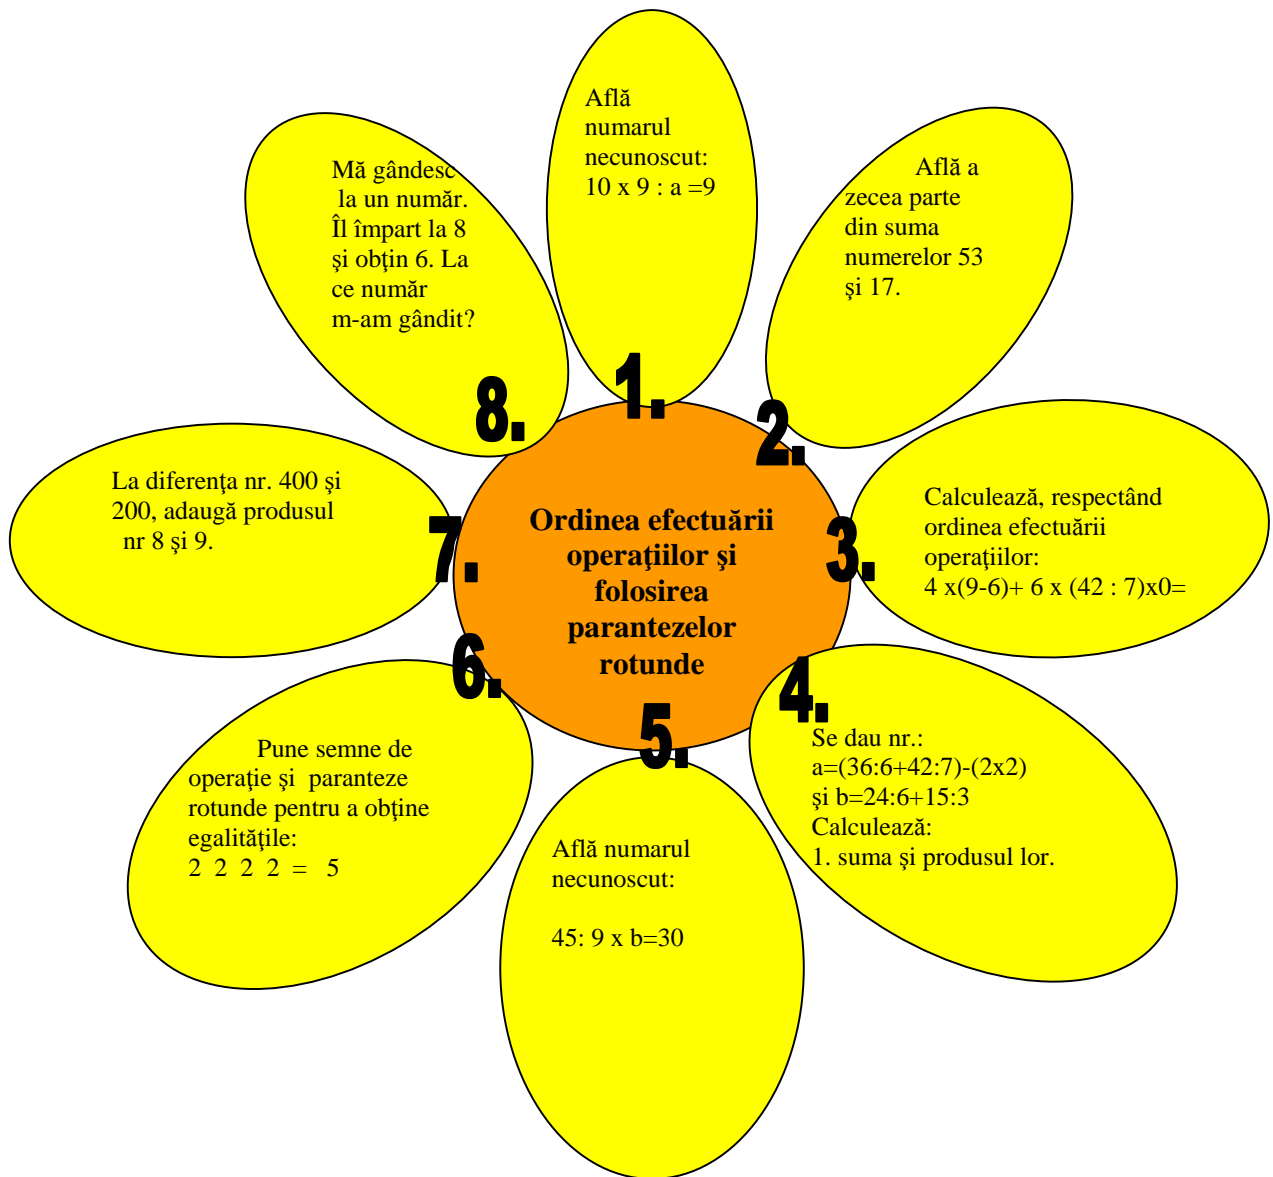 Ordinea efectuării
operaţiilor şi
folosirea
parantezelor
rotunde
1.
Află
numarul
necunoscut:
10 x 9 : a =9
2.
Află a
zecea parte
din suma
numerelor 53
şi 17.
3.
Calculează, respectând
ordinea efectuării
operaţiilor:
4 x(9-6)+ 6 x (42 : 7)x0=
4.
Se dau nr.:
a=(36:6+42:7)-(2x2)
şi b=24:6+15:3
Calculează:
1. suma şi produsul lor.
5.
Află numarul
necunoscut:
45: 9 x b=30
6.
Pune semne de
operaţie şi  paranteze
rotunde pentru a obţine
egalităţile:
2  2  2  2  =   5
7.
La diferenţa nr. 400 şi
200, adaugă produsul
nr 8 şi 9.
8.
Mă gândesc
la un număr.
Îl împart la 8
şi obţin 6. La
ce număr
m-am gândit?